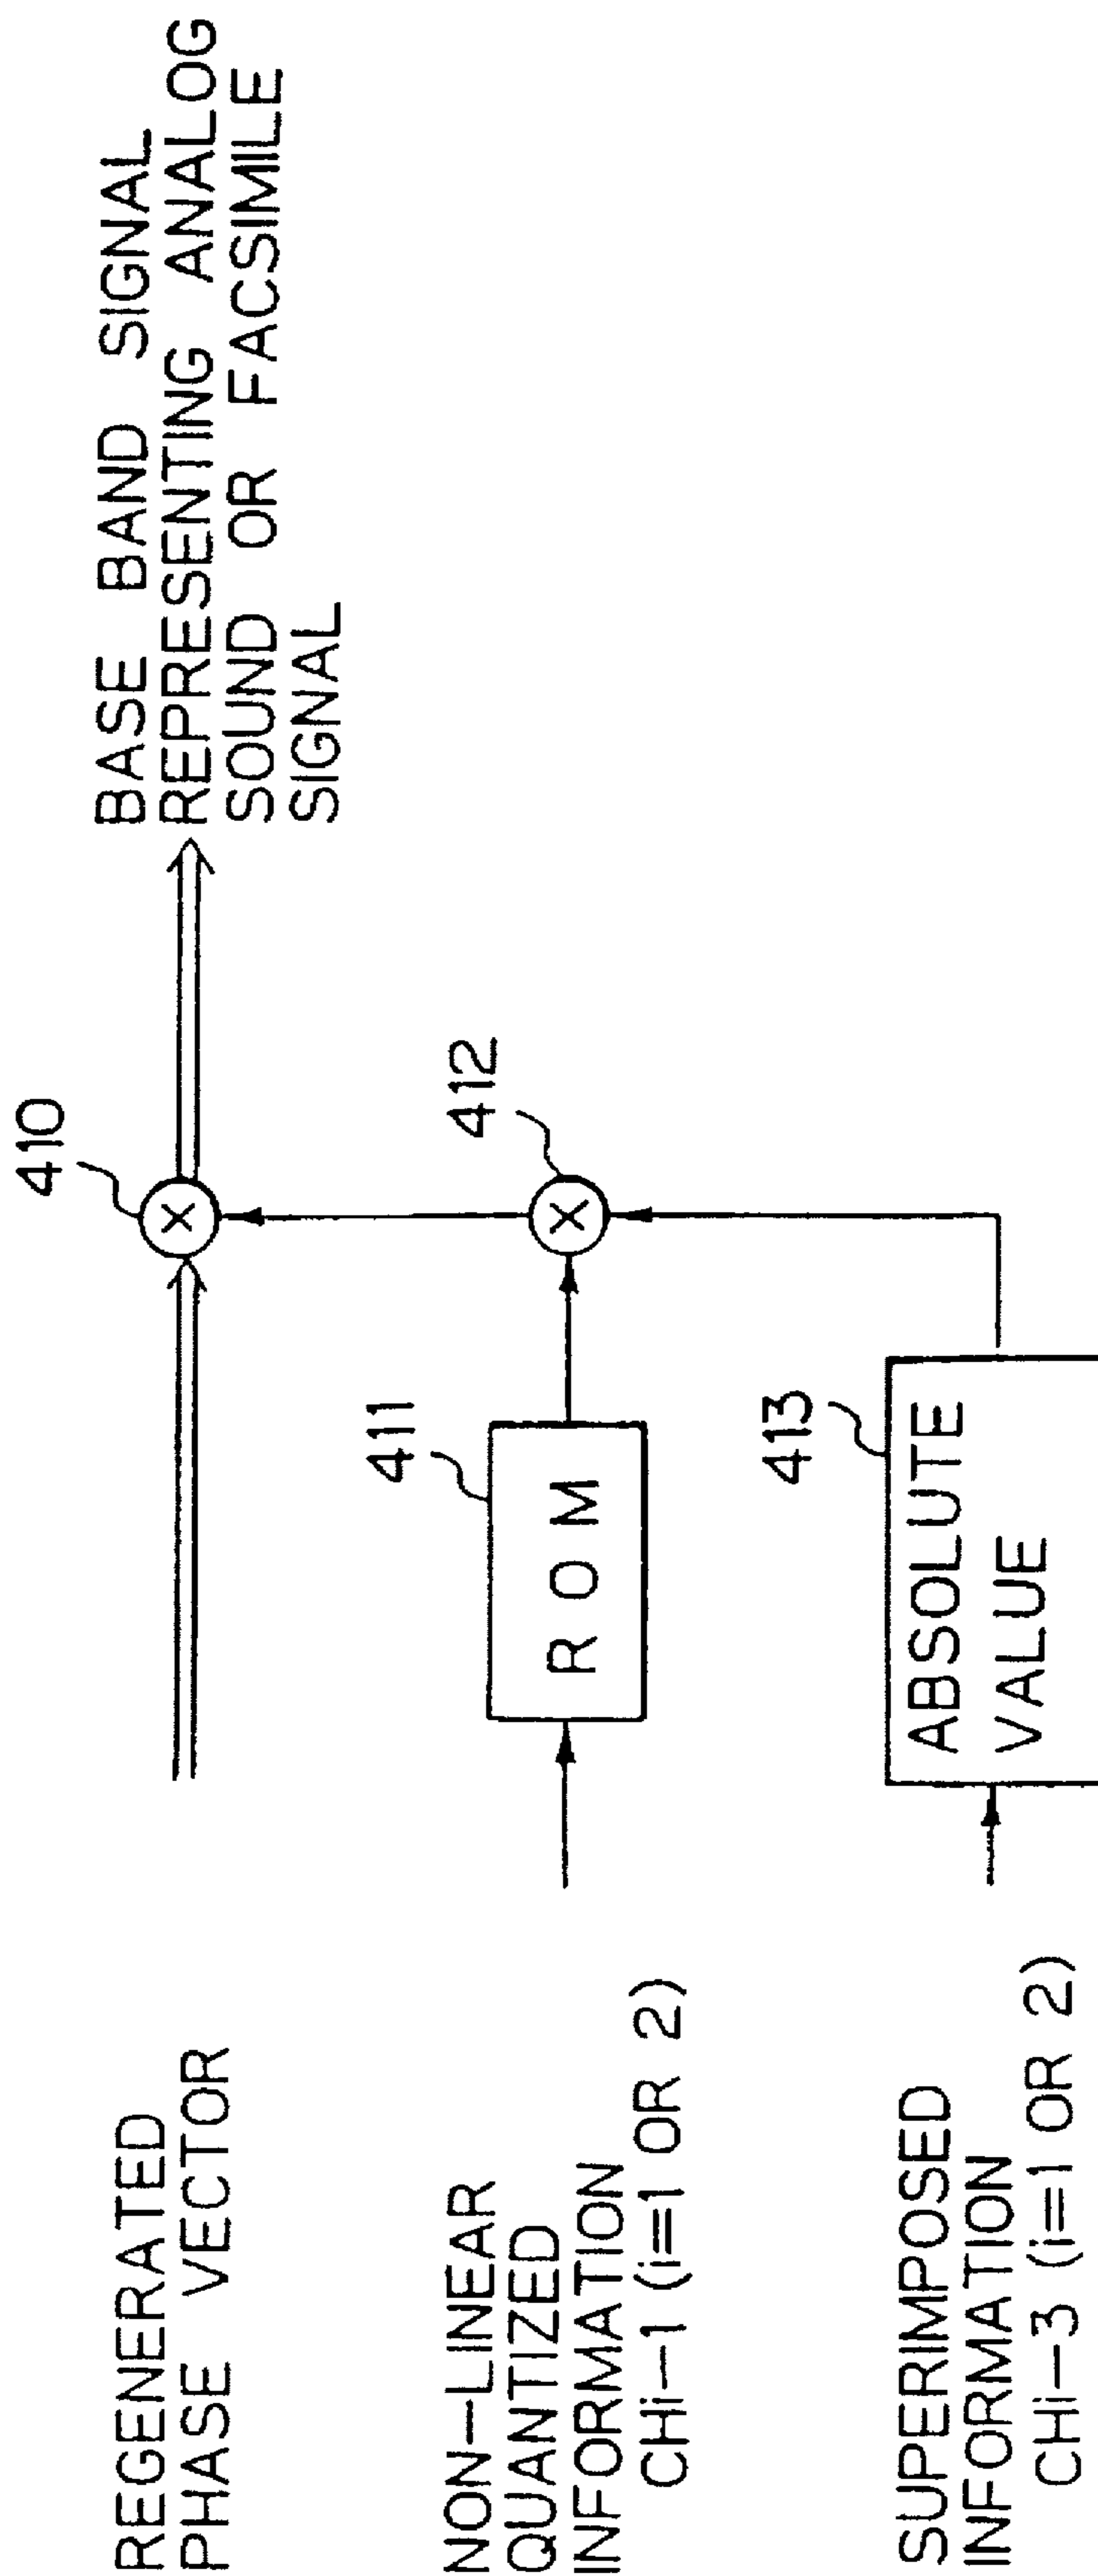 REGENERATED
PHASE VECTOR
410
BASE BAND SIGNAL
REPRESENTING ANALOG
SOUND OR FACSIMILE
SIGNAL
NON-LINEAR
QUANTIZED
INFORMATION
CHi-1 (i=1 OR 2)
411
ROM
412
X
X
SUPERIMPOSED
INFORMATION
CHi-3 (i=1 OR 2)
413
ABSOLUTE
VALUE